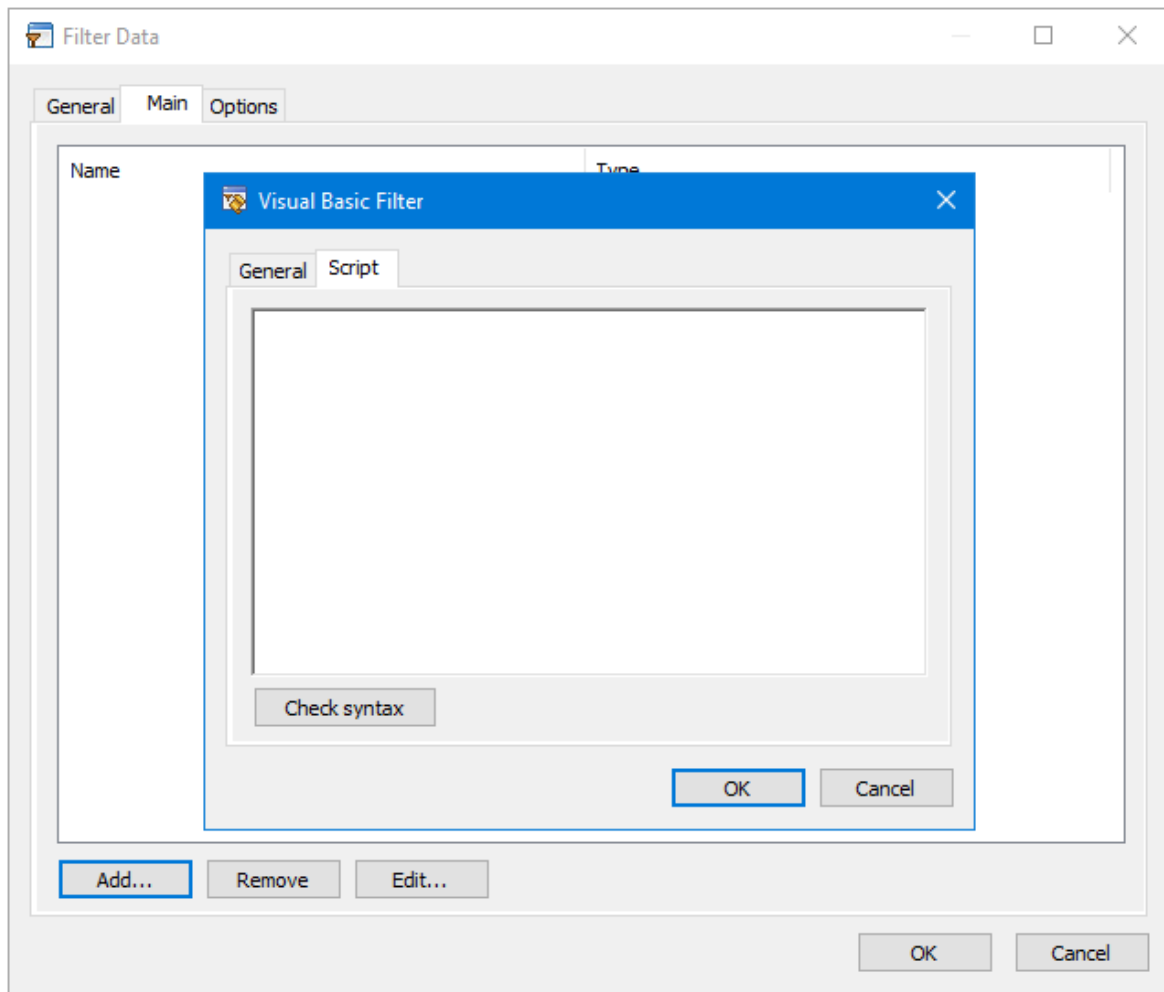 Filter Data
General Main Options
Name Type
Visual Basic Filter
General Script
Check syntax
OK Cancel
Add... Remove Edit...
OK Cancel